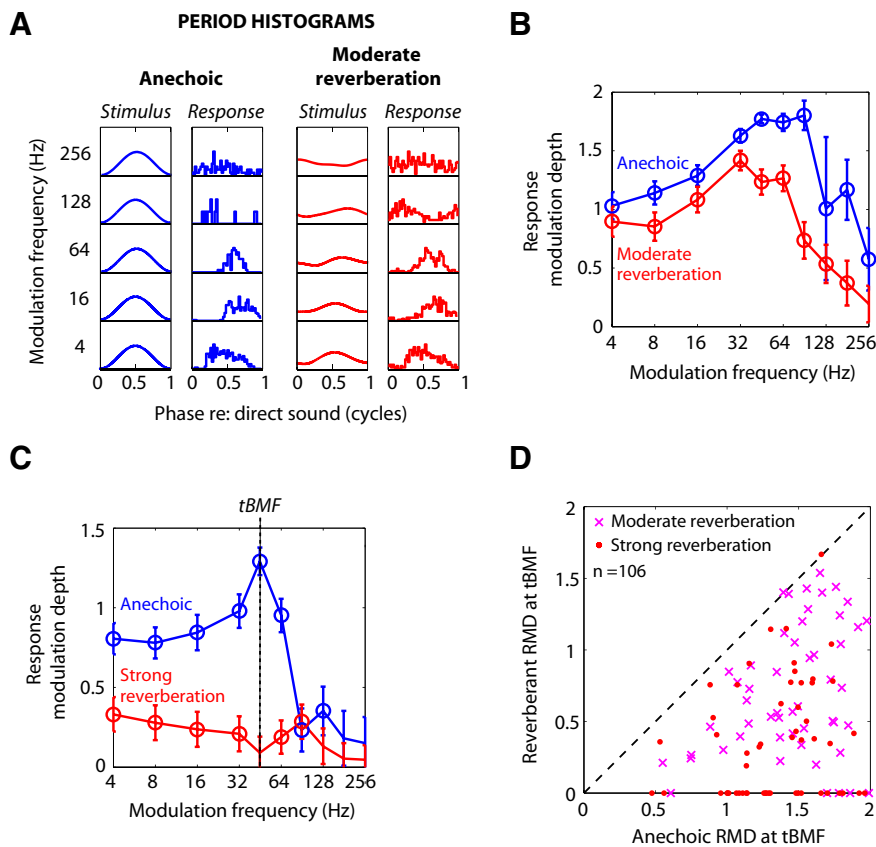 A
PERIOD HISTOGRAMS
Anechoic
Moderate
reverberation
Stimulus
Response
Stimulus
Response
Modulation frequency (Hz)
256
128
64
16
4
0 0.5 1
0 0.5 1
0 0.5 1
0 0.5 1
Phase re: direct sound (cycles)
B
Response
modulation depth
2
1.5
1
0.5
0
Anechoic
Moderate
reverberation
4 8 16 32 64 128 256
Modulation frequency (Hz)
C
tBMF
Response
modulation depth
1.5
1
0.5
0
Anechoic
Strong
reverberation
4 8 16 32 64 128 256
Modulation frequency (Hz)
D
Reverberant RMD at tBMF
2
1.5
1
0.5
0
Moderate reverberation
Strong reverberation
n =106
0 0.5 1 1.5 2
Anechoic RMD at tBMF